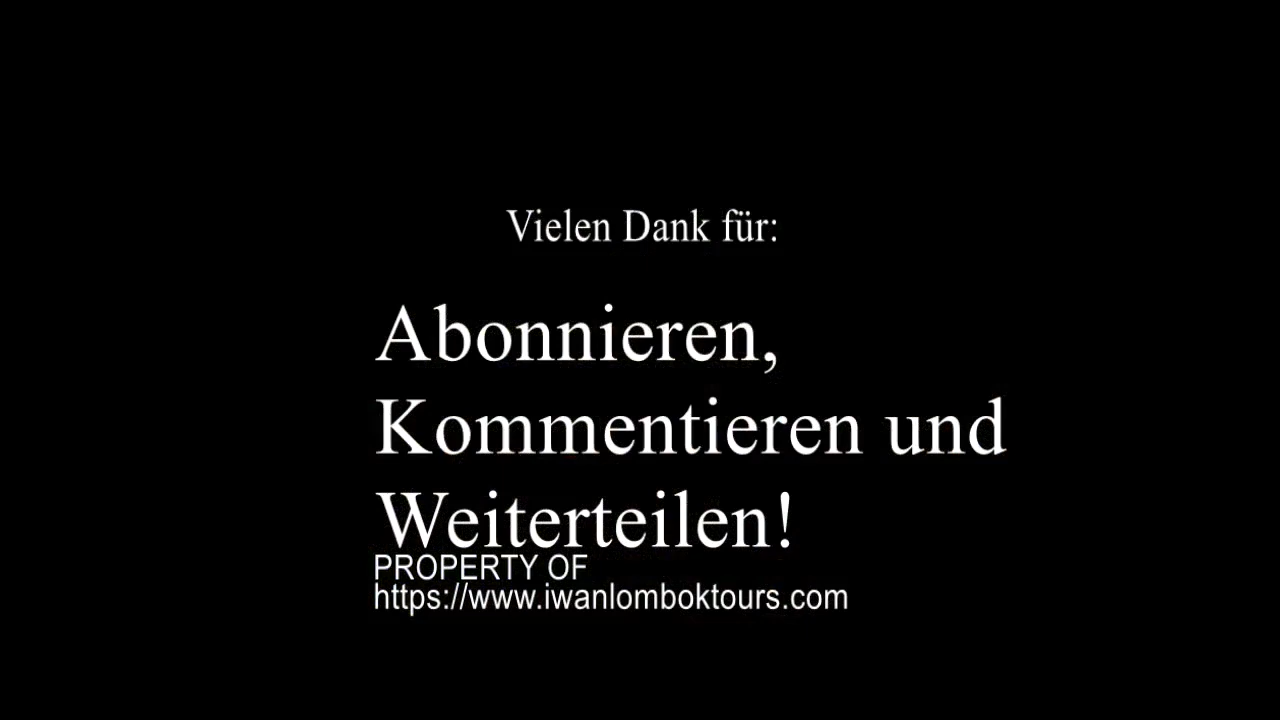 Vielen Dank für:
Abonnieren,
Kommentieren und
Weiterteilen!
PROPERTY OF
https://www.iwanlomboktours.com